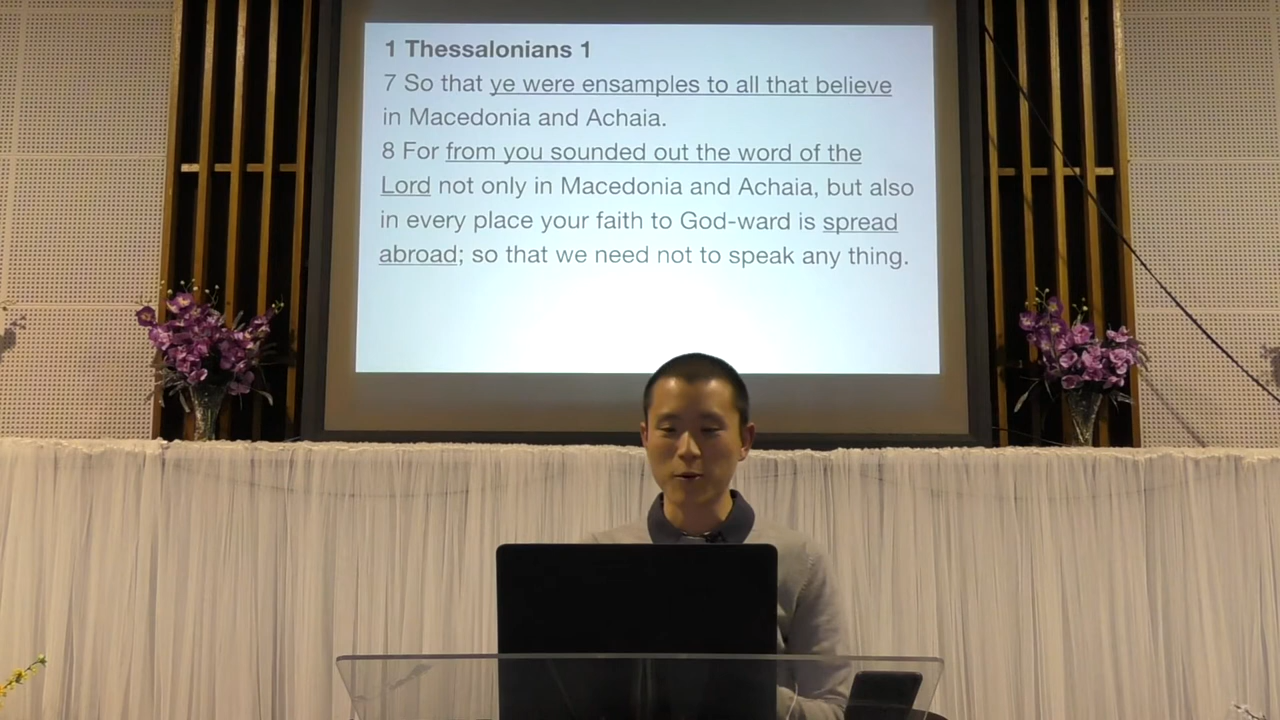 1 Thessalonians 1
7 So that ye were ensamples to all that believe
in Macedonia and Achaia.
8 For from you sounded out the word of the
Lord not only in Macedonia and Achaia, but also
in every place your faith to God-ward is spread
abroad; so that we need not to speak any thing.